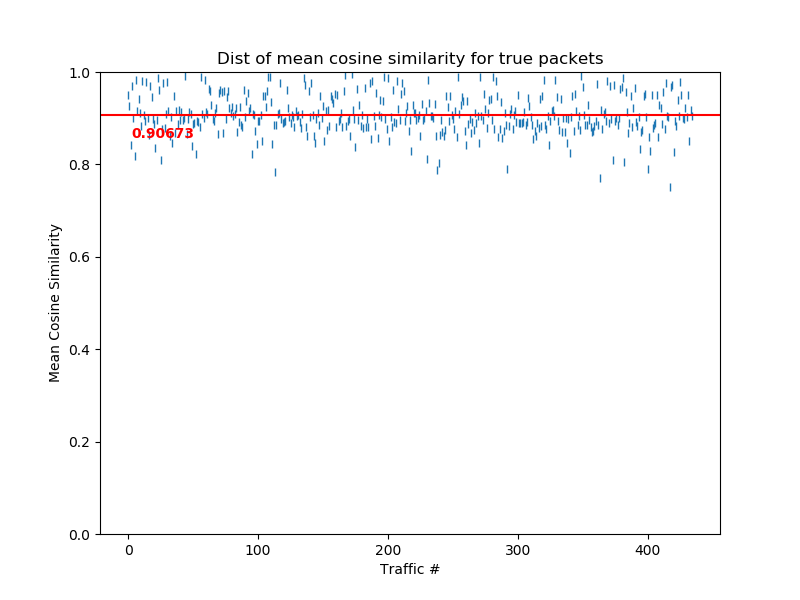 Dist of mean cosine similarity for true packets
1.0
0.90673
0.8
0.6
Mean Cosine Similarity
0.4
0.2
0.0
0 100 200 300 400
Traffic #